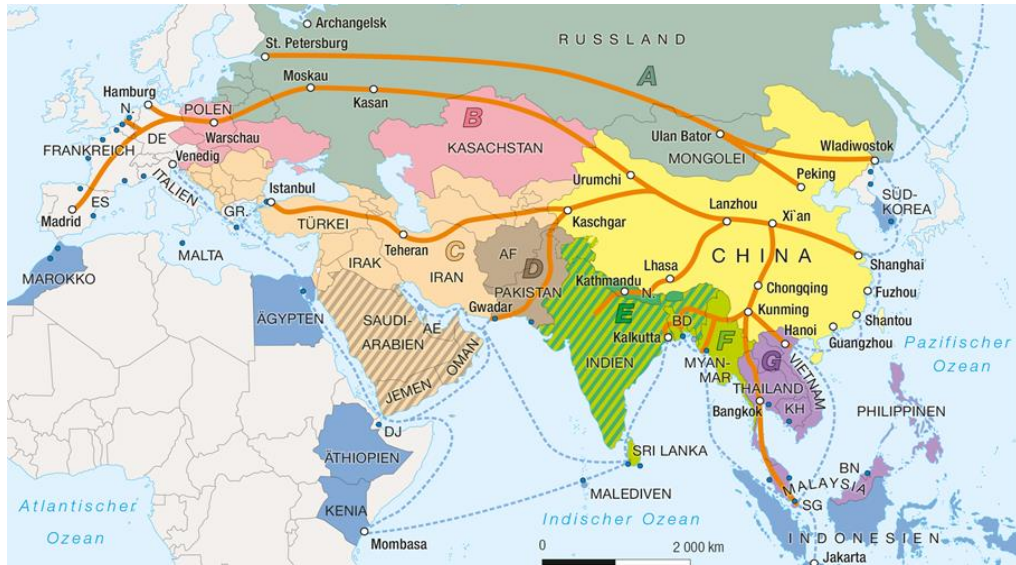 Archangelsk
St. Petersburg
RUSSLAND
A
Moskau
Kasan
Hamburg
N.
POLEN
DE
Warschau
FRANKREICH
Venedig
B
KASACHSTAN
Ulan Bator
MONGOLEI
Wladiwostok
Peking
Urumchi
ITALIEN
ES
Madrid
GR.
Istanbul
TÜRKEI
Teheran
C
Kaschgar
Lanzhou
Xi'an
SÜD-
KOREA
MALTA
MAROKKO
IRAK
IRAN
AF
D
PAKISTAN
CHINA
Shanghai
Lhasa
Kathmandu
N.
Chongqing
Fuzhou
Gwadar
ÄGYPTEN
SAUDI-
ARABIEN
AE
OMAN
JEMEN
E
INDIEN
BD
Kalkutta
Kunming
Hanoi
Shantou
Guangzhou
Pazifischer
Ozean
MYAN-
MAR
F
G
VIETNAM
THAILAND
Bangkok
KH
PHILIPPINEN
DJ
ÄTHIOPIEN
SRI LANKA
MALEDIVEN
BN
MALAYSIA
SG
KENIA
Mombasa
Atlantischer
Ozean
Indischer Ozean
INDONESIEN
Jakarta
0
2 000 km